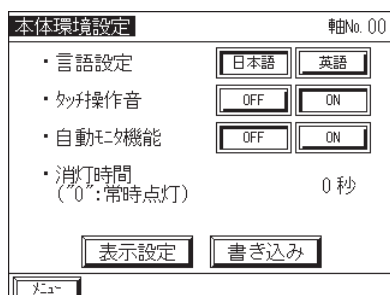 本体環境設定 軸No. 00
・言語設定 日本語 英語
・ﾀｯﾁ操作音 OFF ON
・自動ﾓﾆﾀ機能 OFF ON
・消灯時間 0 秒
("0":常時点灯)
表示設定 書き込み
ﾒﾆｭｰ